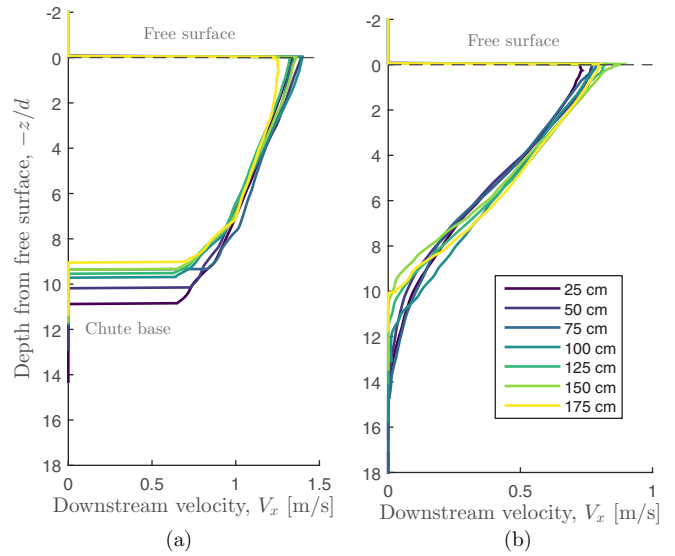 Free surface
Depth from free surface, −z/d
-2
0
2
4
6
8
10
12
14
16
18
Chute base
0
0.5
1
1.5
Downstream velocity, Vx [m/s]
(a)
Free surface
-2
0
2
4
6
8
10
12
14
16
18
25 cm
50 cm
75 cm
100 cm
125 cm
150 cm
175 cm
0
0.5
1
Downstream velocity, Vx [m/s]
(b)